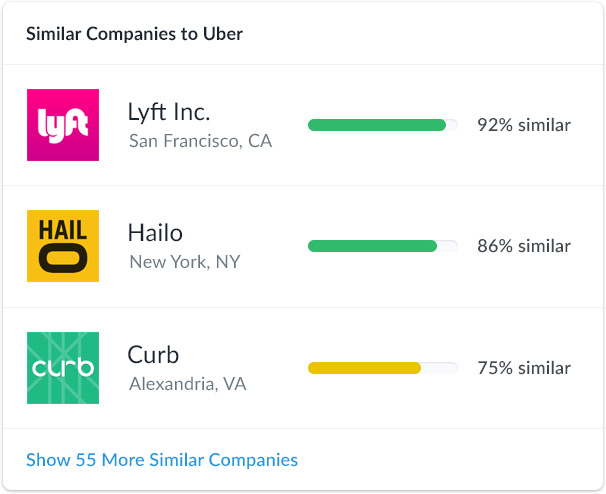 Similar Companies to Uber
lyft
Lyft Inc.
San Francisco, CA
92% similar
HAIL
O
Hailo
New York, NY
86% similar
curb
Curb
Alexandria, VA
75% similar
Show 55 More Similar Companies